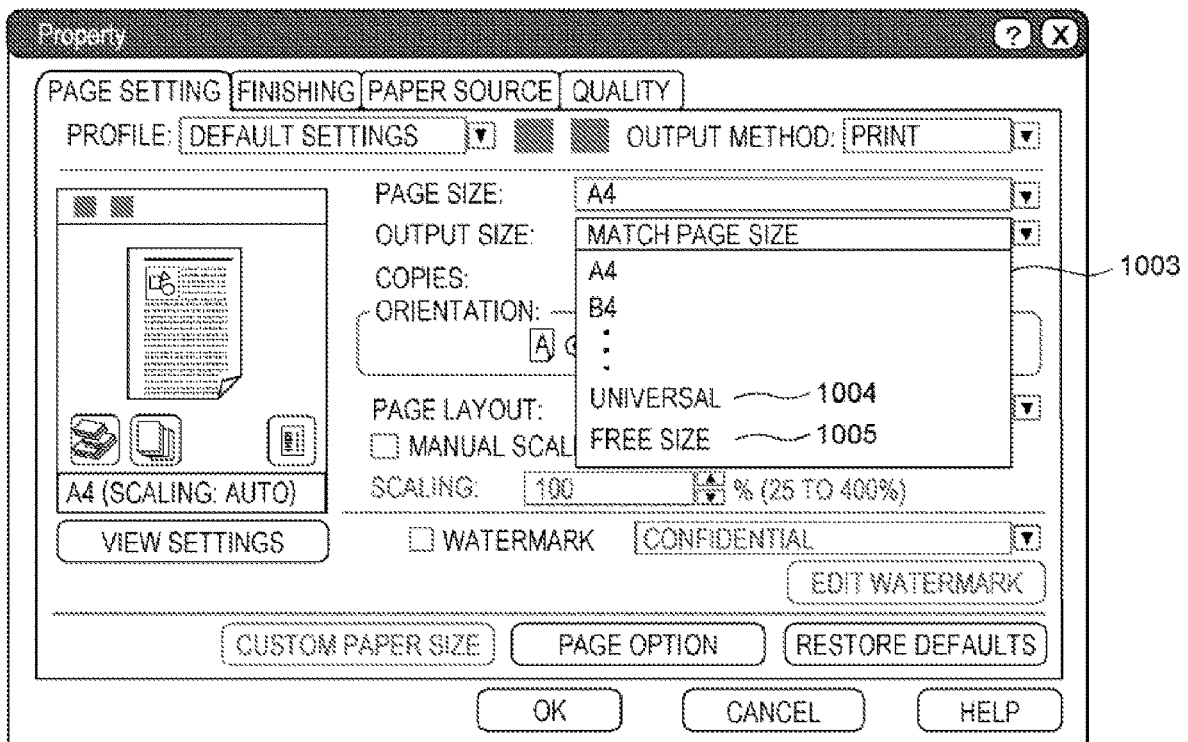 Property ? X
PAGE SETTING FINISHING PAPER SOURCE QUALITY
PROFILE: DEFAULT SETTINGS OUTPUT METHOD: PRINT
PAGE SIZE: A4
OUTPUT SIZE: MATCH PAGE SIZE
A4
1003
COPIES:
B4
ORIENTATION:
A
UNIVERSAL 1004
PAGE LAYOUT:
FREE SIZE 1005
MANUAL SCAL
A4 (SCALING: AUTO)
SCALING: 100 % (25 TO 400%)
VIEW SETTINGS
WATERMARK CONFIDENTIAL
EDIT WATERMARK
CUSTOM PAPER SIZE PAGE OPTION RESTORE DEFAULTS
OK CANCEL HELP